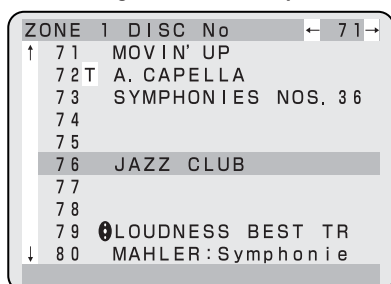 ZONE 1 DISC No ← 71→
↑ 71 MOVIN' UP
72 T A. CAPELLA
73 SYMPHONIES NOS. 36
74
75
76 JAZZ CLUB
77
78
79 LOUDNESS BEST TR
↓ 80 MAHLER:Symphonie